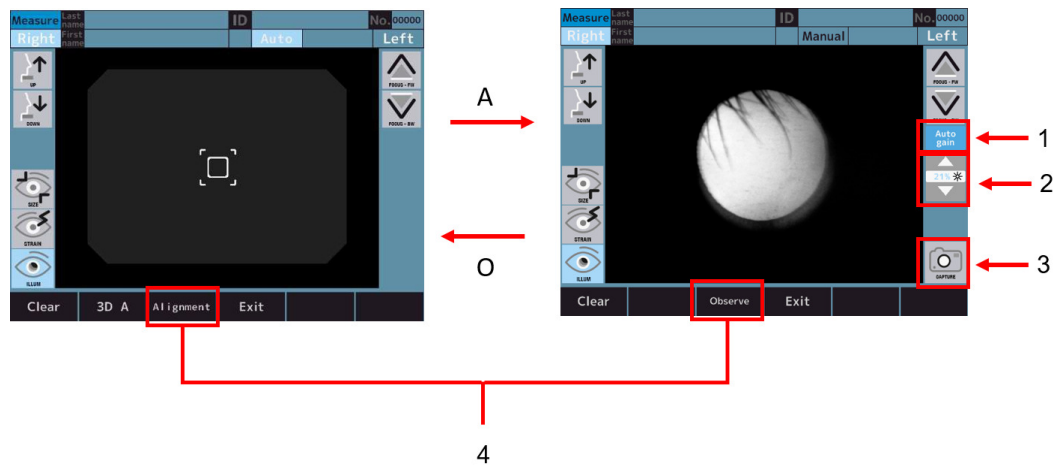 Measure Last name ID No. 00000
Right First name Auto Left
UP
FOCUS - FW
DOWN
FOCUS - BW
SIZE
STRAIN
ILLUM
Clear 3D A Alignment Exit
A
O
Measure Last name ID No. 00000
Right First name Manual Left
UP
DOWN
Auto gain
21%
SIZE
STRAIN
ILLUM
CAPTURE
Clear Observe Exit
1
2
3
4